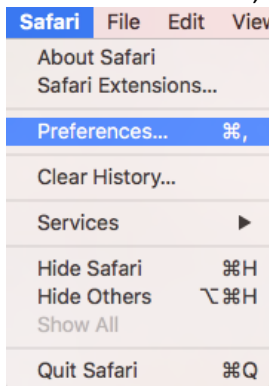 Safari File Edit View
About Safari
Safari Extensions...
Preferences... ⌘,
Clear History...
Services ▶
Hide Safari ⌘H
Hide Others ⌥⌘H
Show All
Quit Safari ⌘Q